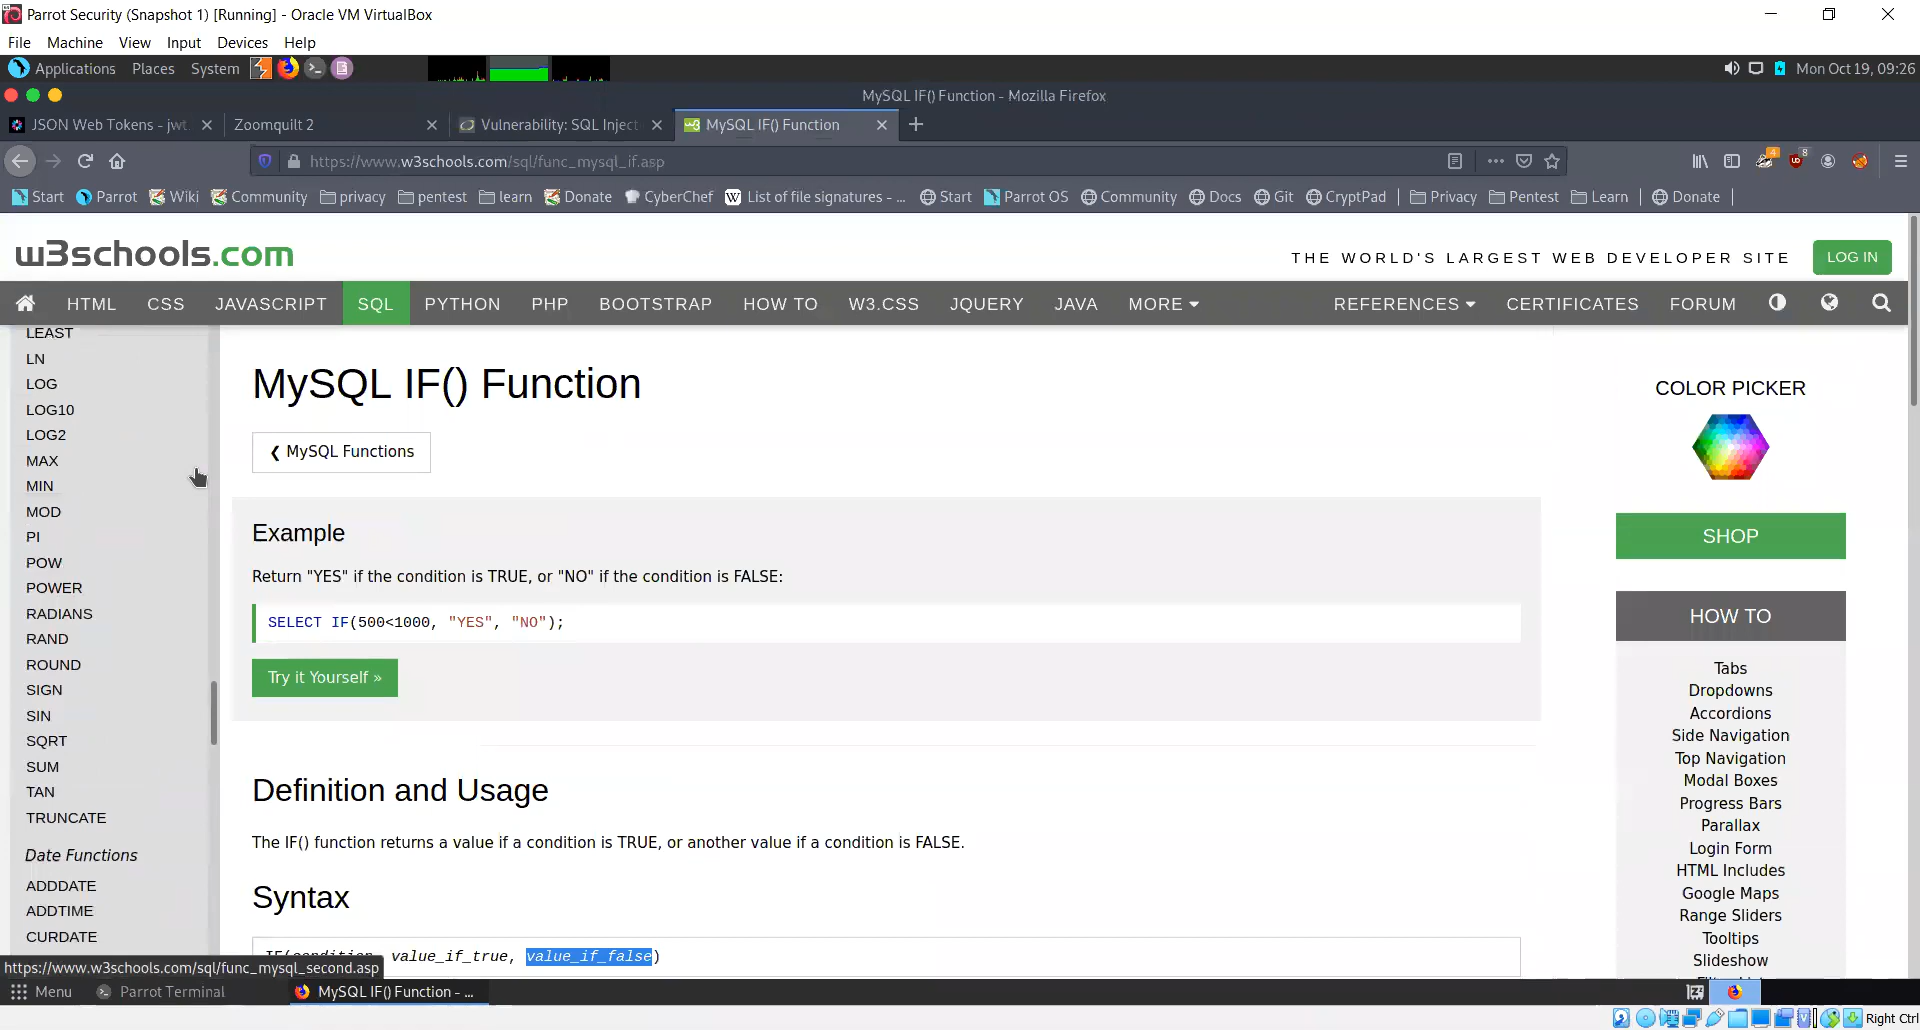 Parrot Security (Snapshot 1) [Running] - Oracle VM VirtualBox
File Machine View Input Devices Help
Applications Places System
Mon Oct 19, 09:26
MySQL IF() Function - Mozilla Firefox
JSON Web Tokens - jwt. Zoomquilt 2 Vulnerability: SQL Inject MySQL IF() Function
https://www.w3schools.com/sql/func_mysql_if.asp
4 8
Start Parrot Wiki Community privacy pentest learn Donate CyberChef List of file signatures - ... Start Parrot OS Community Docs Git CryptPad Privacy Pentest Learn Donate
w3schools.com
THE WORLD'S LARGEST WEB DEVELOPER SITE
LOG IN
HTML CSS JAVASCRIPT SQL PYTHON PHP BOOTSTRAP HOW TO W3.CSS JQUERY JAVA MORE REFERENCES CERTIFICATES FORUM
LEAST
LN
LOG
LOG10
LOG2
MAX
MIN
MOD
PI
POW
POWER
RADIANS
RAND
ROUND
SIGN
SIN
SQRT
SUM
TAN
TRUNCATE
Date Functions
ADDDATE
ADDTIME
CURDATE
MySQL IF() Function
❮ MySQL Functions
Example
Return "YES" if the condition is TRUE, or "NO" if the condition is FALSE:
SELECT IF(500<1000, "YES", "NO");
Try it Yourself »
Definition and Usage
The IF() function returns a value if a condition is TRUE, or another value if a condition is FALSE.
Syntax
IF(condition, value_if_true, value_if_false)
COLOR PICKER
SHOP
HOW TO
Tabs
Dropdowns
Accordions
Side Navigation
Top Navigation
Modal Boxes
Progress Bars
Parallax
Login Form
HTML Includes
Google Maps
Range Sliders
Tooltips
Slideshow
https://www.w3schools.com/sql/func_mysql_second.asp
Menu Parrot Terminal MySQL IF() Function - ...
Right Ctrl